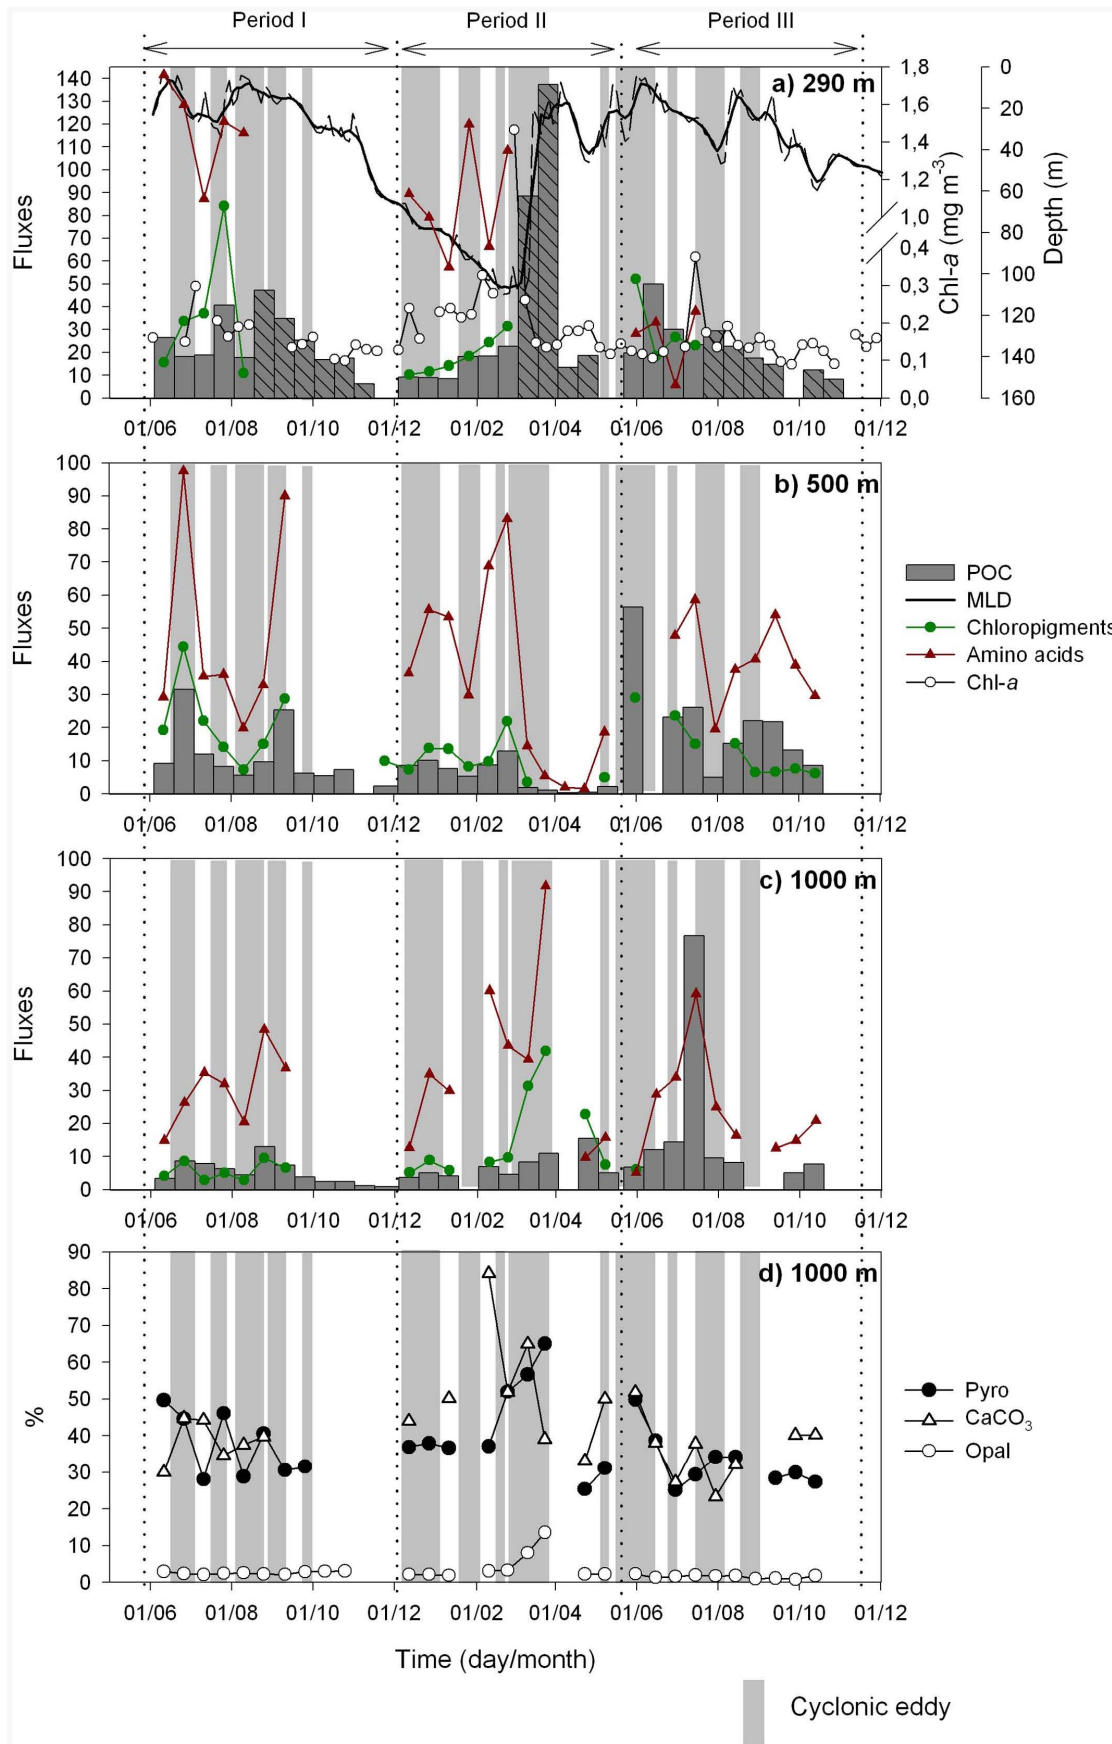 Period I Period II Period III
a) 290 m
Fluxes
140
130
120
110
100
90
80
70
60
50
40
30
20
10
0
1,8
1,6
1,4
1,2
1,0
0,4
0,3
0,2
0,1
0,0
Chl-a (mg m-3)
0
20
40
60
80
100
120
140
160
Depth (m)
01/06 01/08 01/10 01/12 01/02 01/04 01/06 01/08 01/10 01/12
b) 500 m
Fluxes
100
90
80
70
60
50
40
30
20
10
0
01/06 01/08 01/10 01/12 01/02 01/04 01/06 01/08 01/10 01/12
POC
MLD
Chloropigments
Amino acids
Chl-a
c) 1000 m
Fluxes
100
90
80
70
60
50
40
30
20
10
0
01/06 01/08 01/10 01/12 01/02 01/04 01/06 01/08 01/10 01/12
d) 1000 m
%
90
80
70
60
50
40
30
20
10
0
01/06 01/08 01/10 01/12 01/02 01/04 01/06 01/08 01/10 01/12
Pyro
CaCO3
Opal
Time (day/month)
Cyclonic eddy